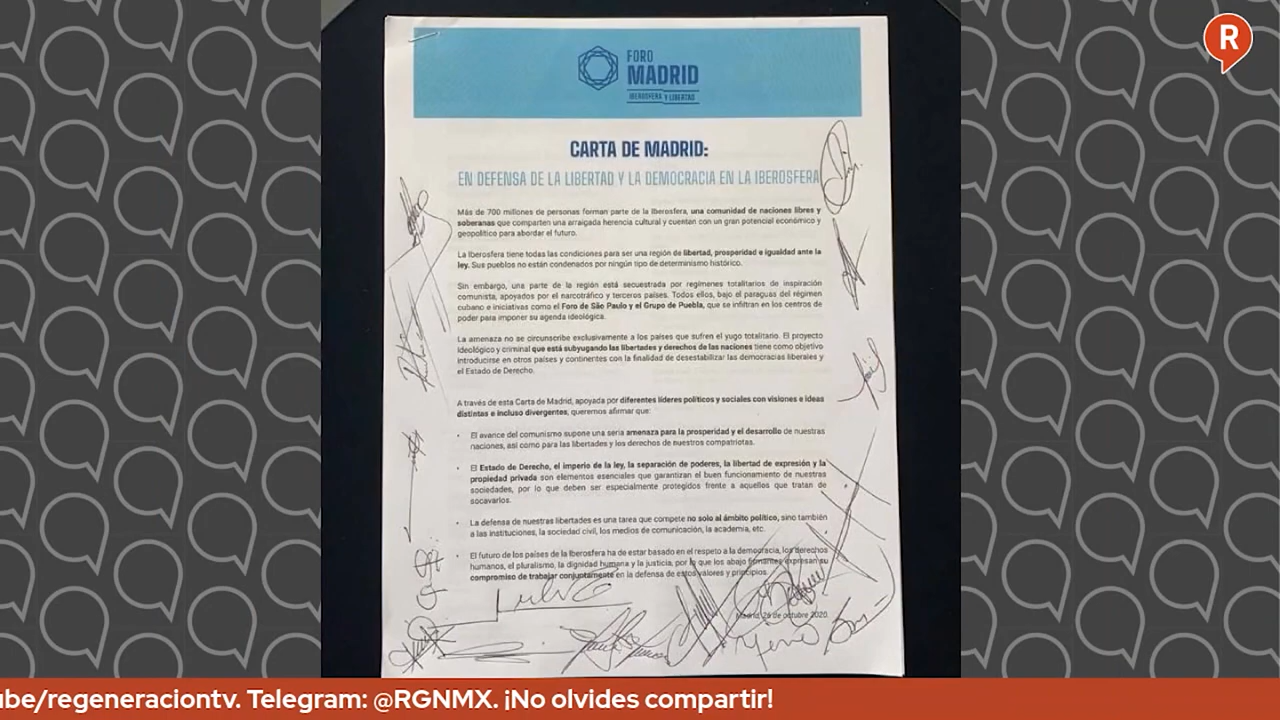 R
FORO
MADRID
IBEROSFERA Y LIBERTAD
CARTA DE MADRID:
EN DEFENSA DE LA LIBERTAD Y LA DEMOCRACIA EN LA IBEROSFERA
Más de 700 millones de personas forman parte de la Iberosfera, una comunidad de naciones libres y
soberanas que comparten una arraigada herencia cultural y cuentan con un gran potencial económico y
geopolítico para abordar el futuro.
La Iberosfera tiene todas las condiciones para ser una región de libertad, prosperidad e igualdad ante la
ley. Sus pueblos no están condenados por ningún tipo de determinismo histórico.
Sin embargo, una parte de la región está secuestrada por regímenes totalitarios de inspiración
comunista, apoyados por el narcotráfico y terceros países. Todos ellos, bajo el paraguas del régimen
cubano e iniciativas como el Foro de São Paulo y el Grupo de Puebla, que se infiltran en los centros de
poder para imponer su agenda ideológica.
La amenaza no se circunscribe exclusivamente a los países que sufren el yugo totalitario. El proyecto
ideológico y criminal que está subyugando las libertades y derechos de las naciones tiene como objetivo
introducirse en otros países y continentes con la finalidad de desestabilizar las democracias liberales y
el Estado de Derecho.
A través de esta Carta de Madrid, apoyada por diferentes líderes políticos y sociales con visiones e ideas
distintas e incluso divergentes, queremos afirmar que:
• El avance del comunismo supone una seria amenaza para la prosperidad y el desarrollo de nuestras
naciones, así como para las libertades y los derechos de nuestros compatriotas.
• El Estado de Derecho, el imperio de la ley, la separación de poderes, la libertad de expresión y la
propiedad privada son elementos esenciales que garantizan el buen funcionamiento de nuestras
sociedades, por lo que deben ser especialmente protegidos frente a aquellos que tratan de
socavarlos.
• La defensa de nuestras libertades es una tarea que compete no solo al ámbito político, sino también
a las instituciones, la sociedad civil, los medios de comunicación, la academia, etc.
• El futuro de los países de la Iberosfera ha de estar basado en el respeto a la democracia, los derechos
humanos, el pluralismo, la dignidad humana y la justicia, por lo que los abajo firmantes expresan su
compromiso de trabajar conjuntamente en la defensa de estos valores y principios.
Madrid, 26 de octubre 2020
ube/regeneraciontv. Telegram: @RGNMX. ¡No olvides compartir!